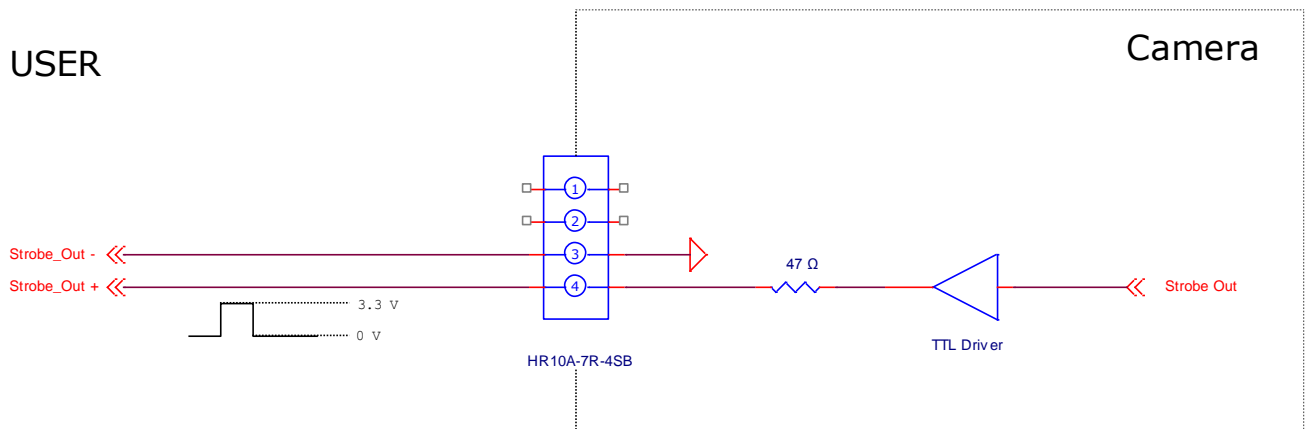 USER
Camera
1
2
Strobe_Out -
3
47 Ω
Strobe_Out +
4
Strobe Out
3.3 V
0 V
TTL Driver
HR10A-7R-4SB